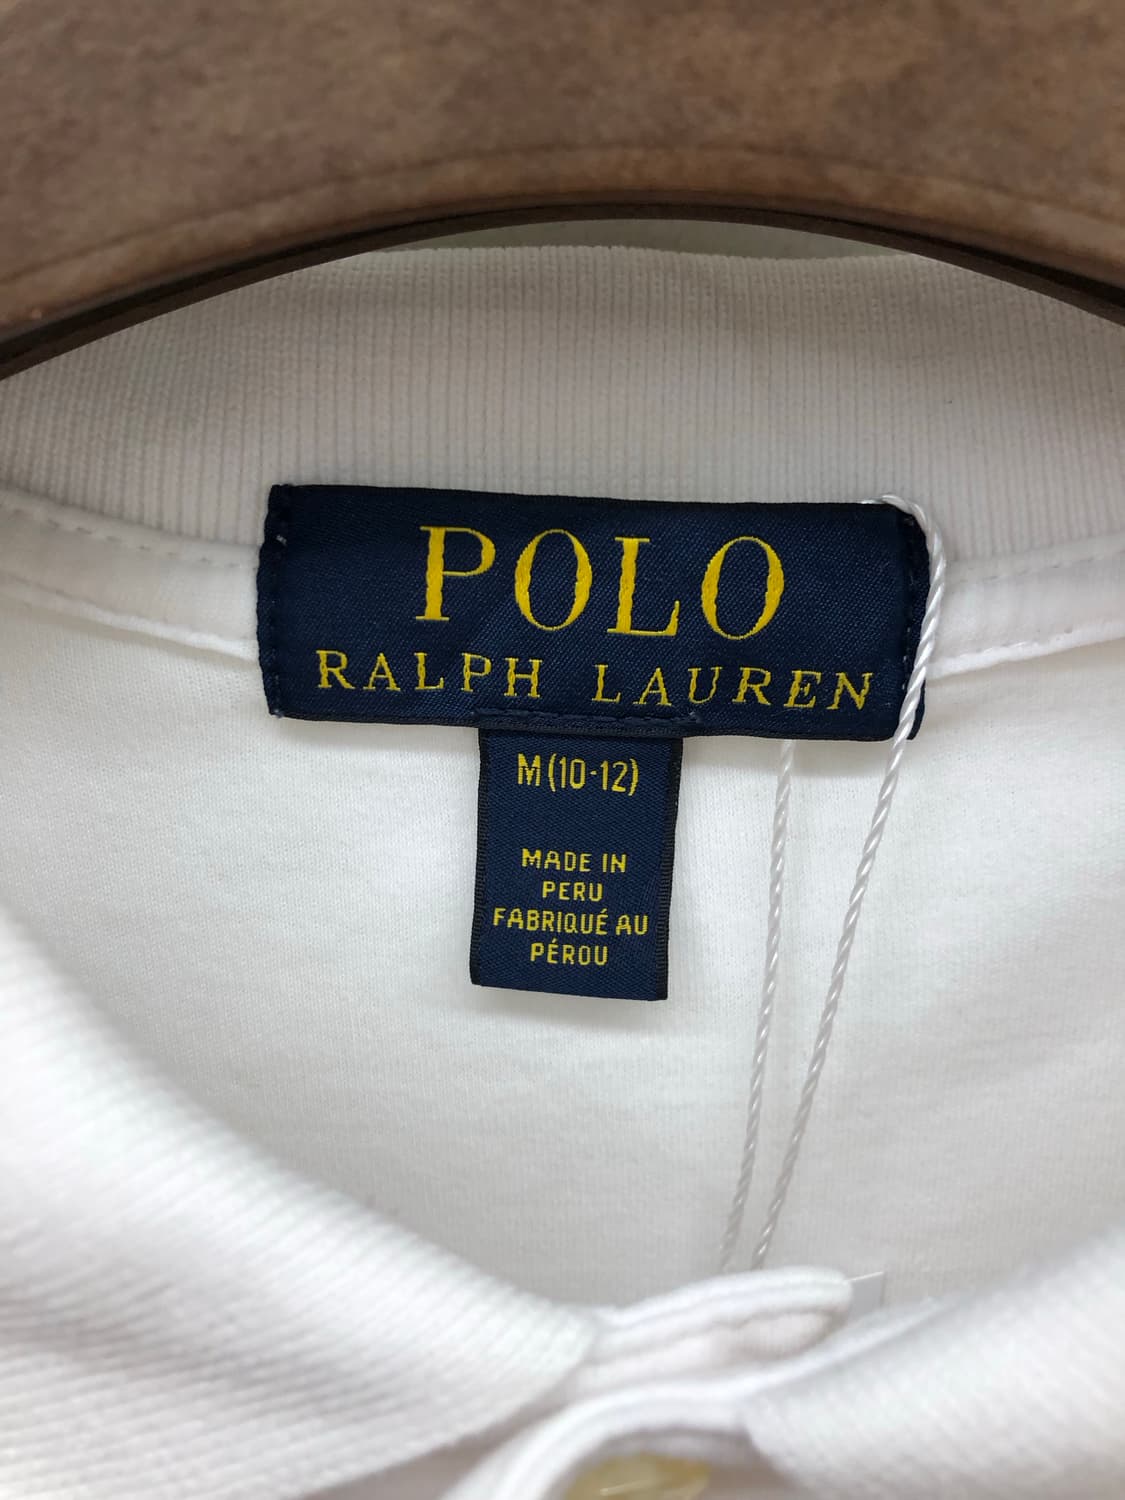 POLO
RALPH LAUREN
M (10-12)
MADE IN
PERU
FABRIQUÉ AU
PÉROU